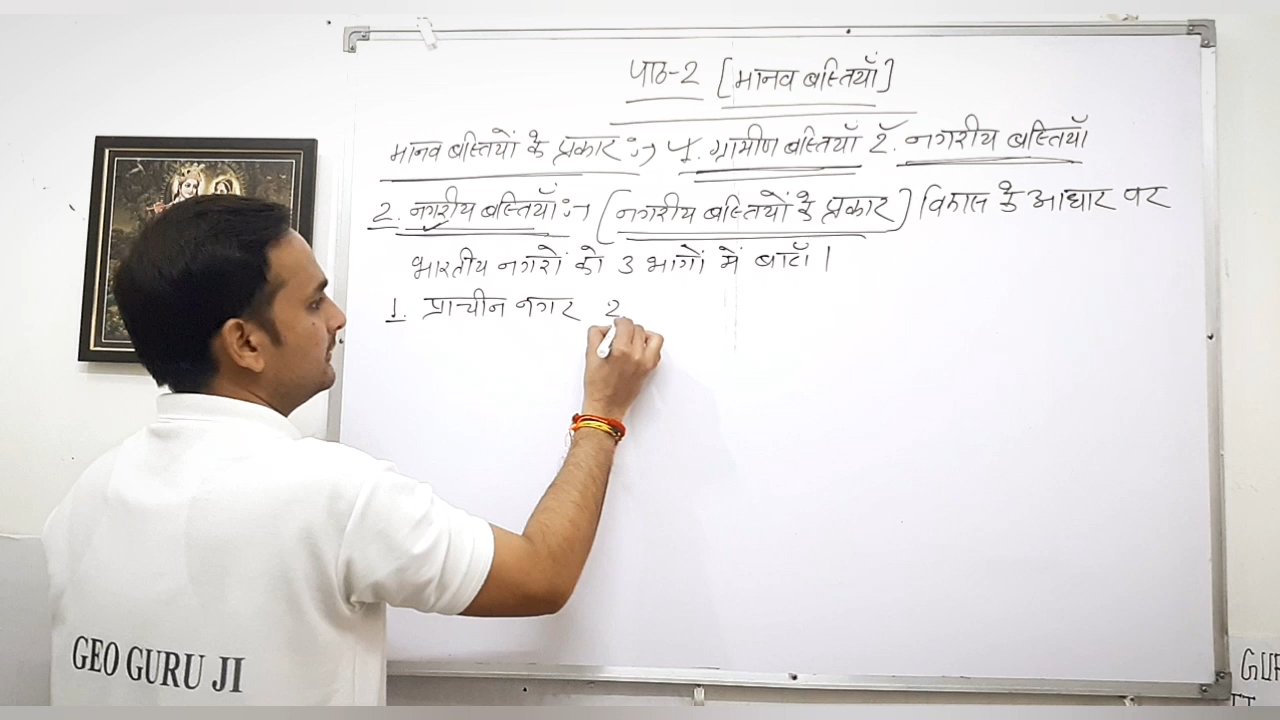 पाठ-2 [मानव बस्तियाँ]
मानव बस्तियों के प्रकार :-> 1. ग्रामीण बस्तियाँ 2. नगरीय बस्तियाँ
2. नगरीय बस्तियाँ :-> [नगरीय बस्तियों के प्रकार] विकास के आधार पर
भारतीय नगरों को 3 भागों में बाटाँ।
1. प्राचीन नगर 2.
GEO GURU JI